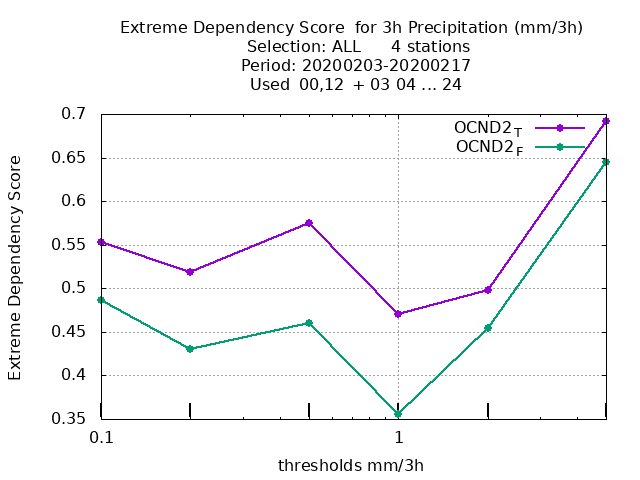 Extreme Dependency Score  for 3h Precipitation (mm/3h)
Selection: ALL      4 stations
Period: 20200203-20200217
Used  00,12  + 03 04 ... 24
OCND2T
OCND2F
0.7
0.65
0.6
0.55
0.5
0.45
0.4
0.35
Extreme Dependency Score
0.1
1
thresholds mm/3h